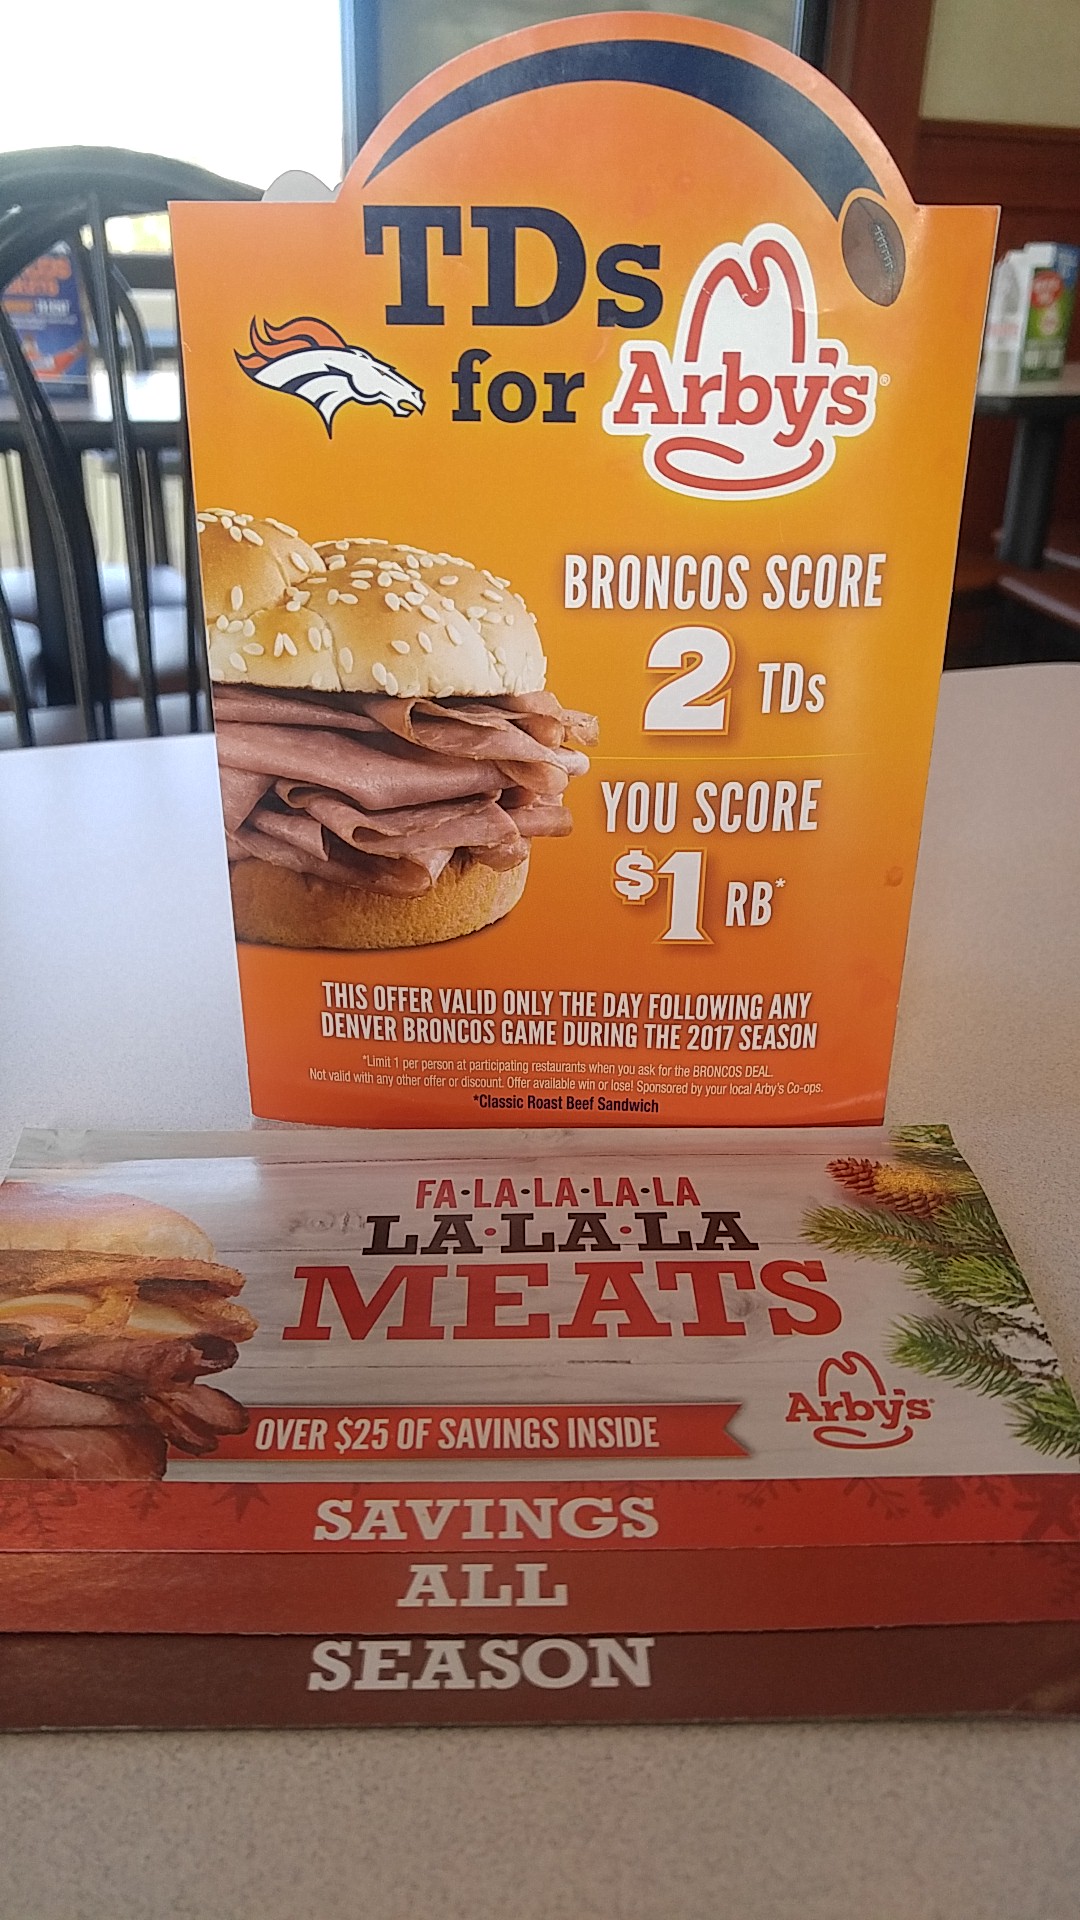 TDs
for Arby's®
BRONCOS SCORE
2 TDs
YOU SCORE
$1 RB*
THIS OFFER VALID ONLY THE DAY FOLLOWING ANY
DENVER BRONCOS GAME DURING THE 2017 SEASON
*Limit 1 per person at participating restaurants when you ask for the BRONCOS DEAL.
Not valid with any other offer or discount. Offer available win or lose! Sponsored by your local Arby's Co-ops.
*Classic Roast Beef Sandwich
FA•LA•LA•LA•LA
LA•LA•LA
MEATS
Arby's
OVER $25 OF SAVINGS INSIDE
SAVINGS
ALL
SEASON